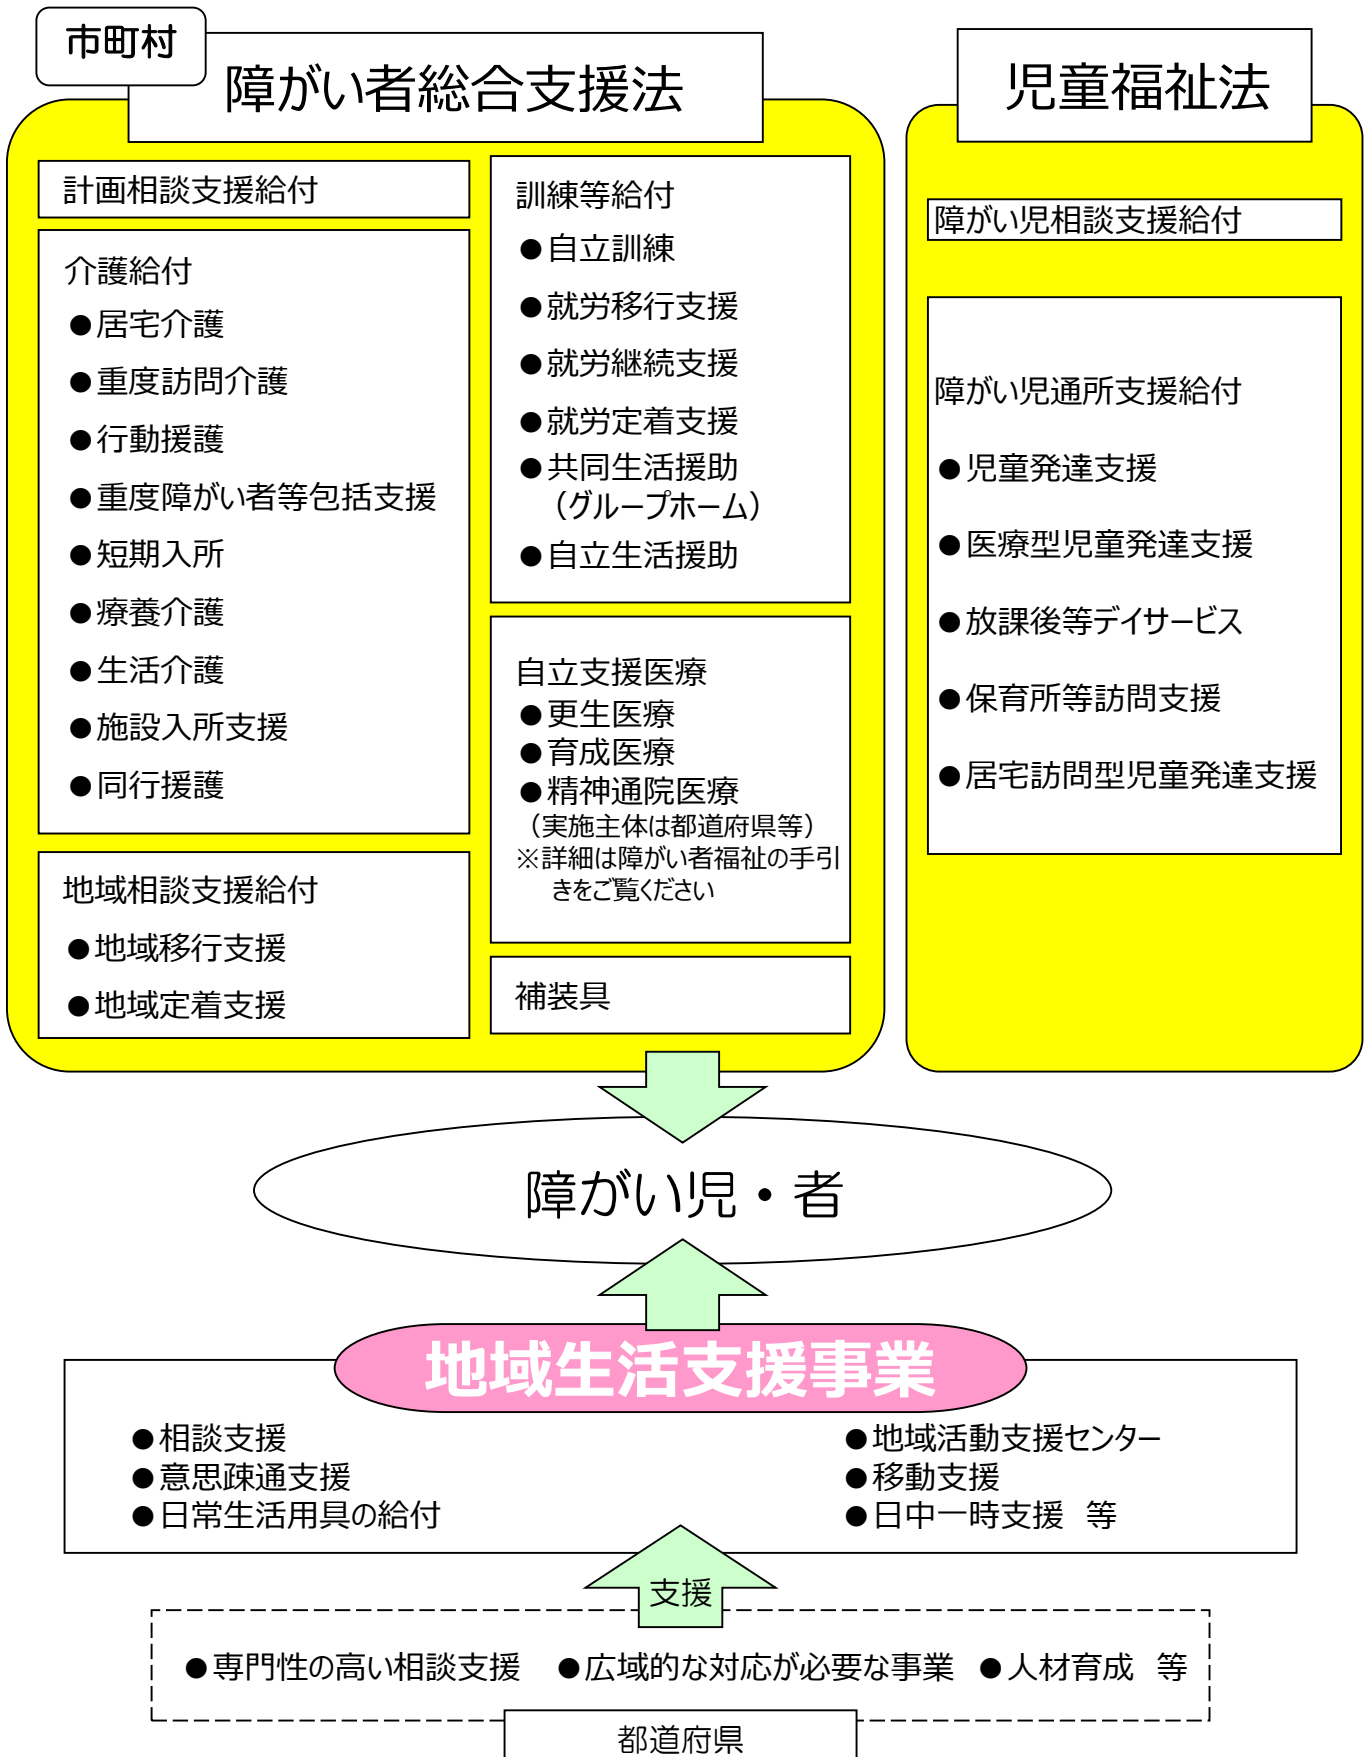 市町村
障がい者総合支援法
計画相談支援給付
介護給付
●居宅介護
●重度訪問介護
●行動援護
●重度障がい者等包括支援
●短期入所
●療養介護
●生活介護
●施設入所支援
●同行援護
地域相談支援給付
●地域移行支援
●地域定着支援
訓練等給付
●自立訓練
●就労移行支援
●就労継続支援
●就労定着支援
●共同生活援助
（グループホーム）
●自立生活援助
自立支援医療
●更生医療
●育成医療
●精神通院医療
（実施主体は都道府県等）
※詳細は障がい者福祉の手引
きをご覧ください
補装具
児童福祉法
障がい児相談支援給付
障がい児通所支援給付
●児童発達支援
●医療型児童発達支援
●放課後等デイサービス
●保育所等訪問支援
●居宅訪問型児童発達支援
障がい児・者
地域生活支援事業
●相談支援
●意思疎通支援
●日常生活用具の給付
●地域活動支援センター
●移動支援
●日中一時支援　等
支援
●専門性の高い相談支援　●広域的な対応が必要な事業　●人材育成　等
都道府県